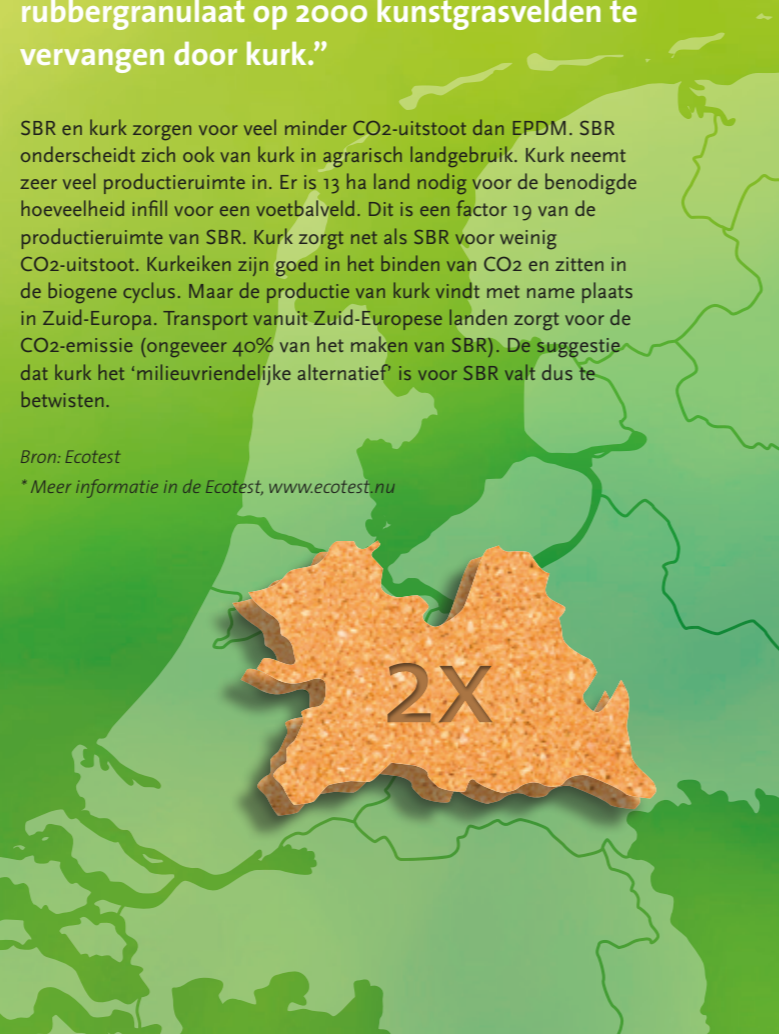 rubbergranulaat op 2000 kunstgrasvelden te
vervangen door kurk.”
SBR en kurk zorgen voor veel minder CO2-uitstoot dan EPDM. SBR
onderscheidt zich ook van kurk in agrarisch landgebruik. Kurk neemt
zeer veel productieruimte in. Er is 13 ha land nodig voor de benodigde
hoeveelheid infill voor een voetbalveld. Dit is een factor 19 van de
productieruimte van SBR. Kurk zorgt net als SBR voor weinig
CO2-uitstoot. Kurkeiken zijn goed in het binden van CO2 en zitten in
de biogene cyclus. Maar de productie van kurk vindt met name plaats
in Zuid-Europa. Transport vanuit Zuid-Europese landen zorgt voor de
CO2-emissie (ongeveer 40% van het maken van SBR). De suggestie
dat kurk het ‘milieuvriendelijke alternatief’ is voor SBR valt dus te
betwisten.
Bron: Ecotest
* Meer informatie in de Ecotest, www.ecotest.nu
2X